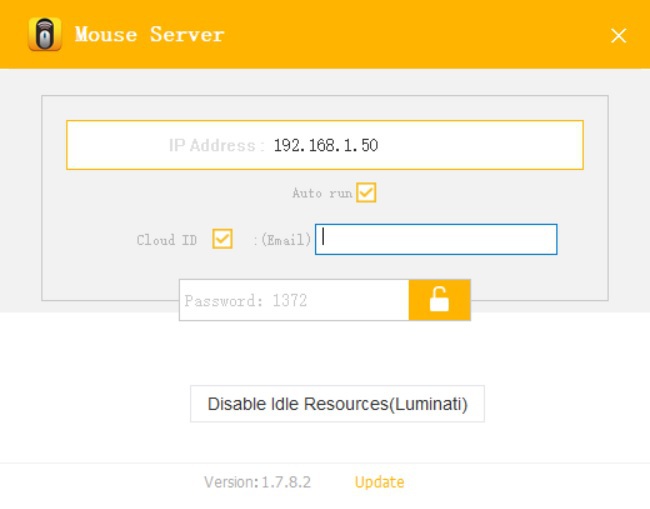 Mouse Server
IP Address : 192.168.1.50
Auto run
Cloud ID :(Email)
Password: 1372
Disable Idle Resources(Luminati)
Version:1.7.8.2 Update